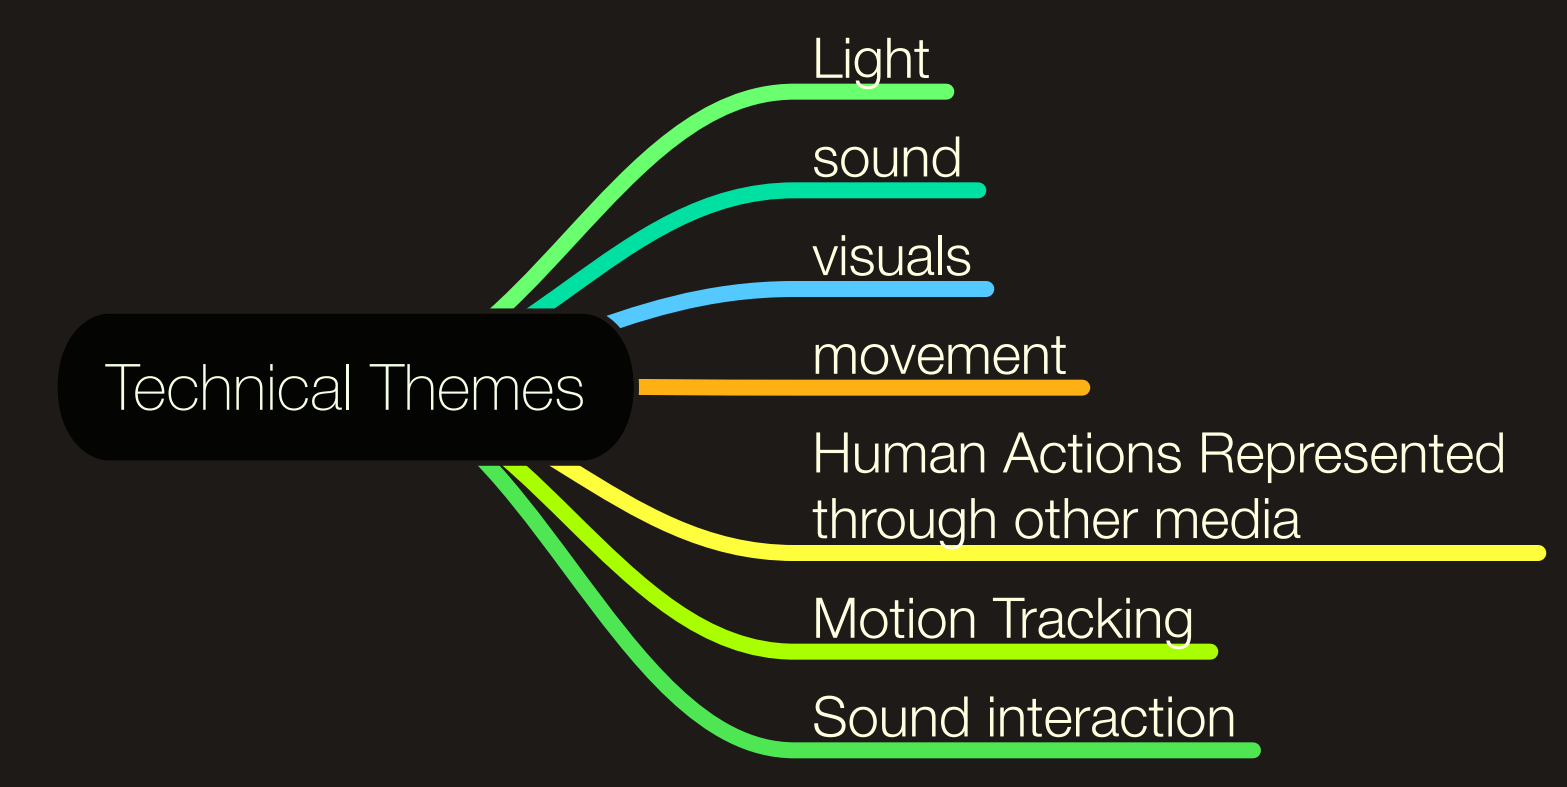 Light
sound
visuals
movement
Technical Themes
Human Actions Represented
through other media
Motion Tracking
Sound interaction